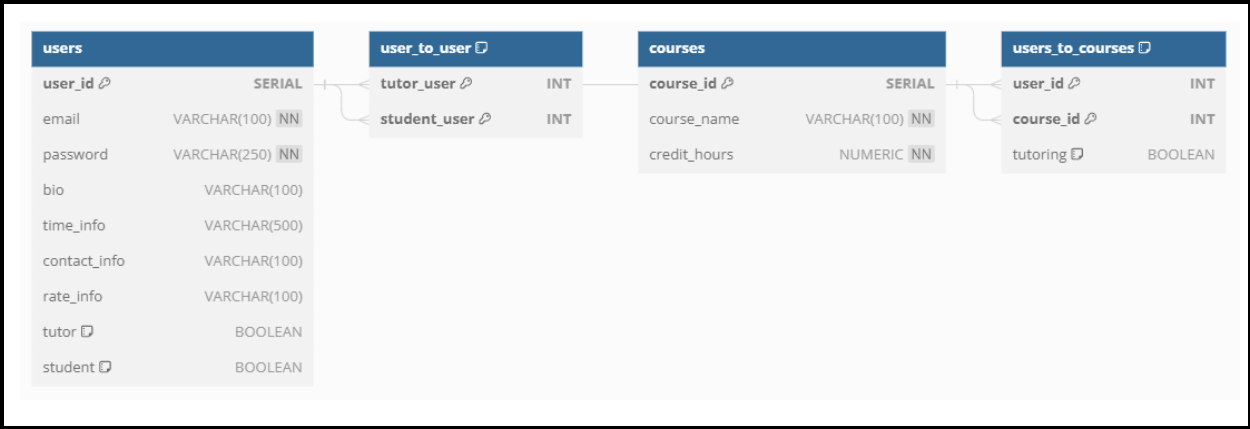 users
user_id SERIAL
email VARCHAR(100) NN
password VARCHAR(250) NN
bio VARCHAR(100)
time_info VARCHAR(500)
contact_info VARCHAR(100)
rate_info VARCHAR(100)
tutor BOOLEAN
student BOOLEAN
user_to_user
tutor_user INT
student_user INT
courses
course_id SERIAL
course_name VARCHAR(100) NN
credit_hours NUMERIC NN
users_to_courses
user_id INT
course_id INT
tutoring BOOLEAN